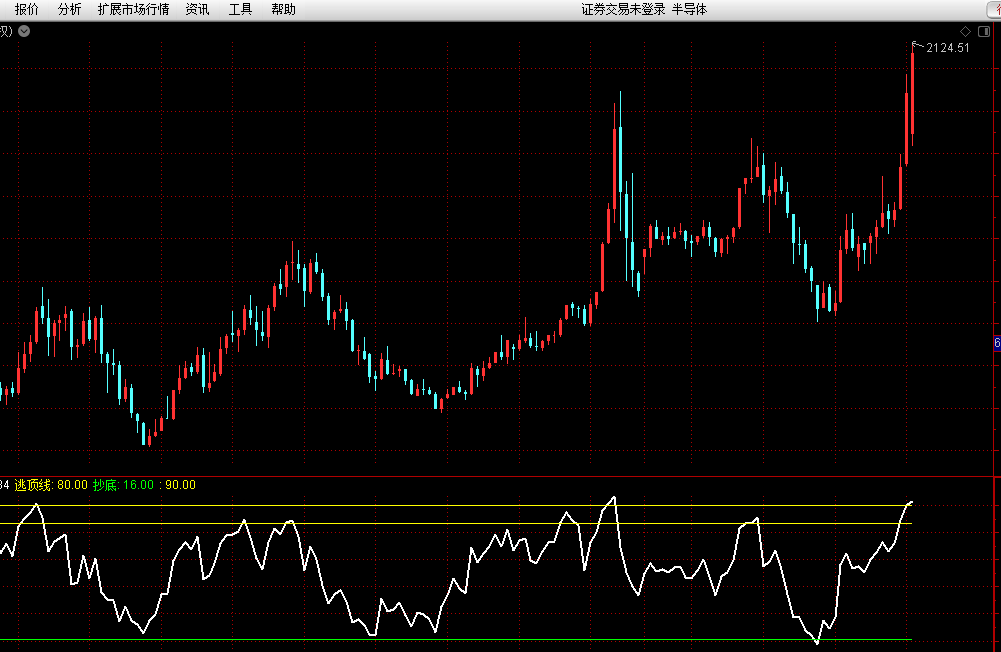 报价 分析 扩展市场行情 资讯 工具 帮助 证券交易未登录 半导体
权)
2124.51
6
34 逃顶线: 80.00 抄底: 16.00 : 90.00